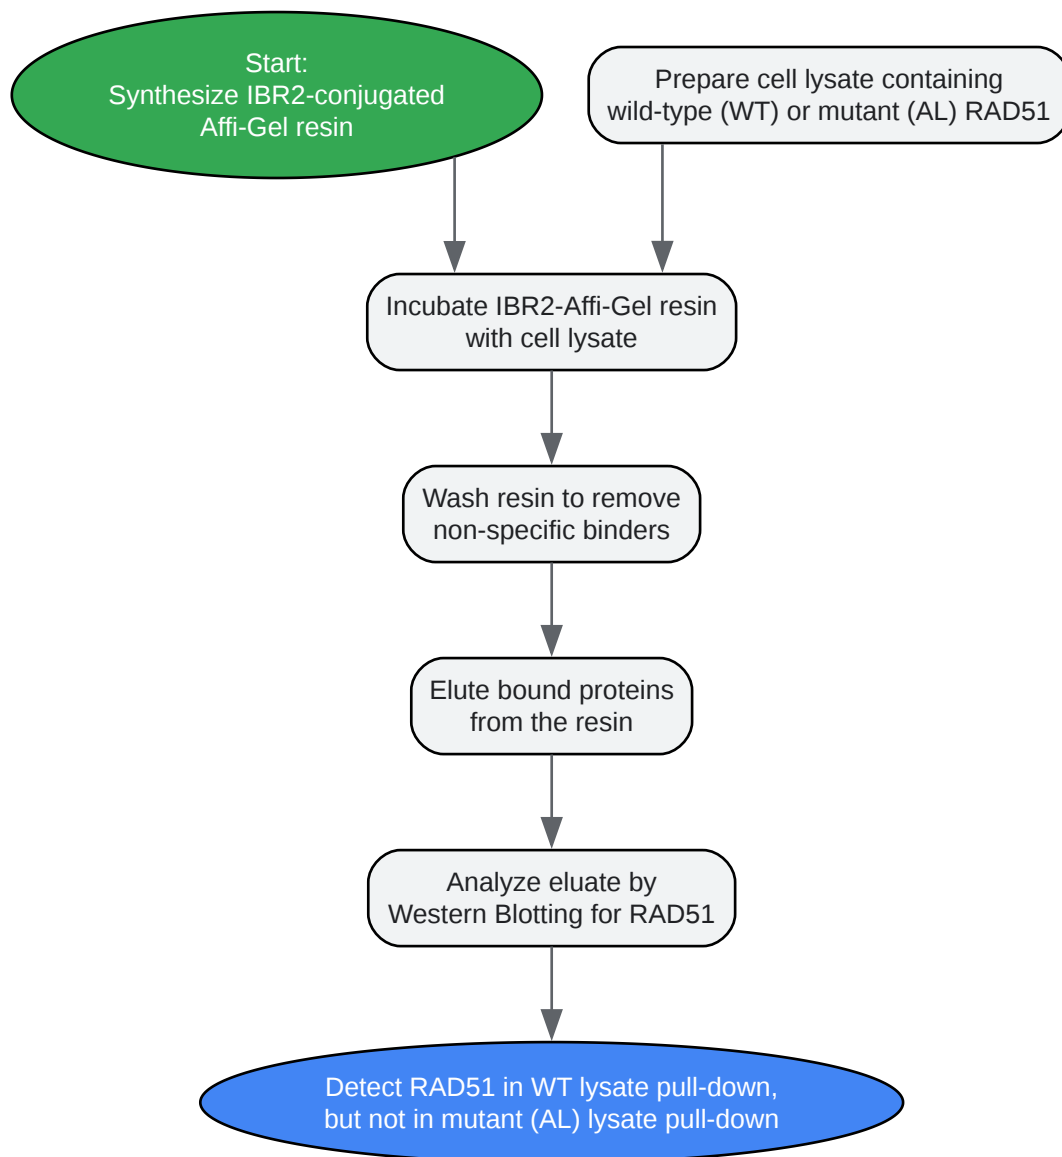 Start:
Synthesize IBR2-conjugated
Affi-Gel resin
Prepare cell lysate containing
wild-type (WT) or mutant (AL) RAD51
Incubate IBR2-Affi-Gel resin
with cell lysate
Wash resin to remove
non-specific binders
Elute bound proteins
from the resin
Analyze eluate by
Western Blotting for RAD51
Detect RAD51 in WT lysate pull-down,
but not in mutant (AL) lysate pull-down